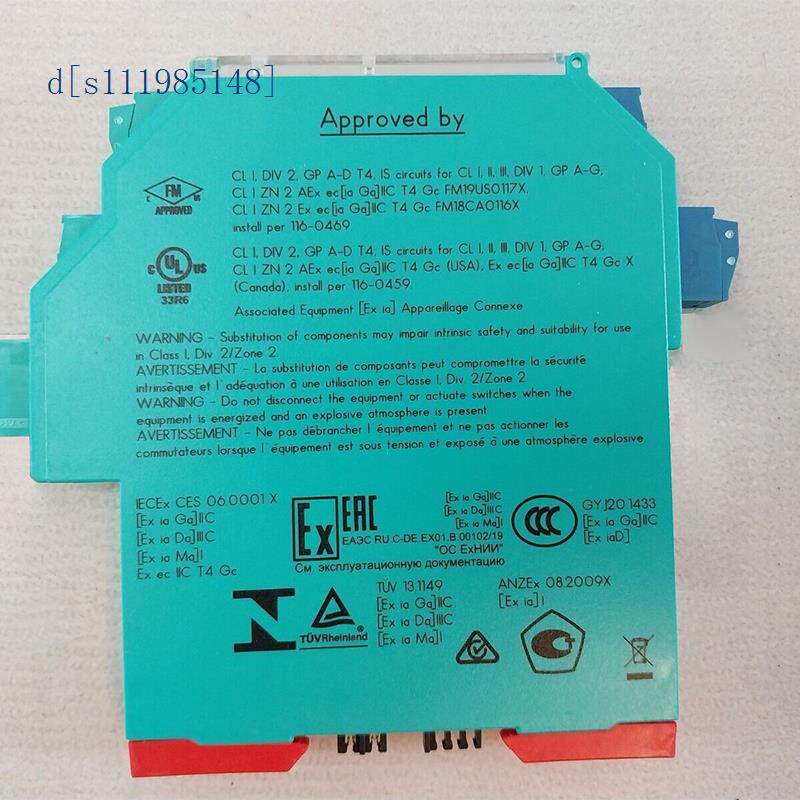 d[s111985148]
Approved by
FM
C US
APPROVED
CL I, DIV 2, GP A-D T4, IS circuits for CL I, II, III, DIV 1, GP A-G,
CL I ZN 2 AEx ec[ia Ga]IIC T4 Gc FM19US0117X,
CL I ZN 2 Ex ec[ia Ga]IIC T4 Gc FM18CA0116X
install per 116-0469.
c UL US
LISTED
33R6
CL I, DIV 2, GP A-D T4, IS circuits for CL I, II, III, DIV 1, GP A-G;
CL I ZN 2 AEx ec[ia Ga]IIC T4 Gc (USA), Ex ec[ia Ga]IIC T4 Gc X
(Canada), install per 116-0459
Associated Equipment [Ex ia] Appareillage Connexe
WARNING - Substitution of components may impair intrinsic safety and suitability for use
in Class I, Div. 2/Zone 2.
AVERTISSEMENT - La substitution de composants peut compromettre la sécurité
intrinsèque et l'adéquation à une utilisation en Classe I, Div. 2/Zone 2
WARNING - Do not disconnect the equipment or actuate switches when the
equipment is energized and an explosive atmosphere is present
AVERTISSEMENT - Ne pas débrancher l'équipement et ne pas actionner les
commutateurs lorsque l'équipement est sous tension et exposé à une atmosphère explosive.
IECEx CES 06.0001 X
[Ex ia Ga]IIC
[Ex ia Da]IIIC
[Ex ia Ma]I
Ex ec IIC T4 Gc
Ex
EAC
[Ex ia Ga]IIC
[Ex ia Da]IIIC
[Ex ia Ma]I
ЕАЭС RU C-DE.EX01.B.00102/19
"ОС ЕхНИИ"
См. эксплуатационную документацию
CCC
GYJ20.1433
[Ex ia Ga]IIC
[Ex iaD]
TÜVRheinland
TÜV 13.1149
[Ex ia Ga]IIC
[Ex ia Da]IIIC
[Ex ia Ma]I
ANZEx 08.2009X
[Ex ia]I
Ex